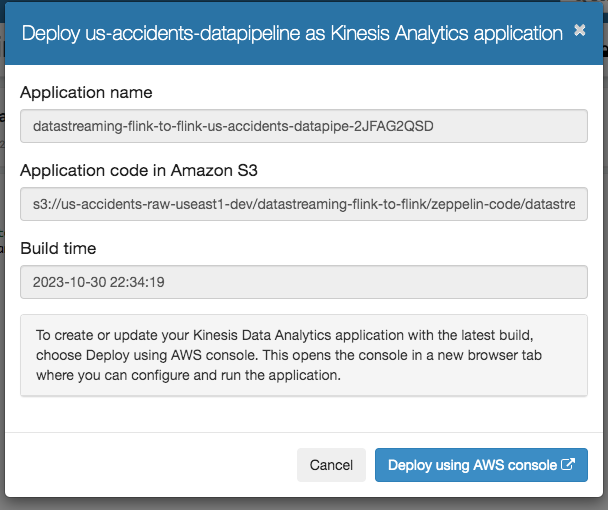 Deploy us-accidents-datapipeline as Kinesis Analytics application ×
Application name
datastreaming-flink-to-flink-us-accidents-datapipe-2JFAG2QSD
Application code in Amazon S3
s3://us-accidents-raw-useast1-dev/datastreaming-flink-to-flink/zeppelin-code/datastre
Build time
2023-10-30 22:34:19
To create or update your Kinesis Data Analytics application with the latest build,
choose Deploy using AWS console. This opens the console in a new browser tab
where you can configure and run the application.
Cancel Deploy using AWS console